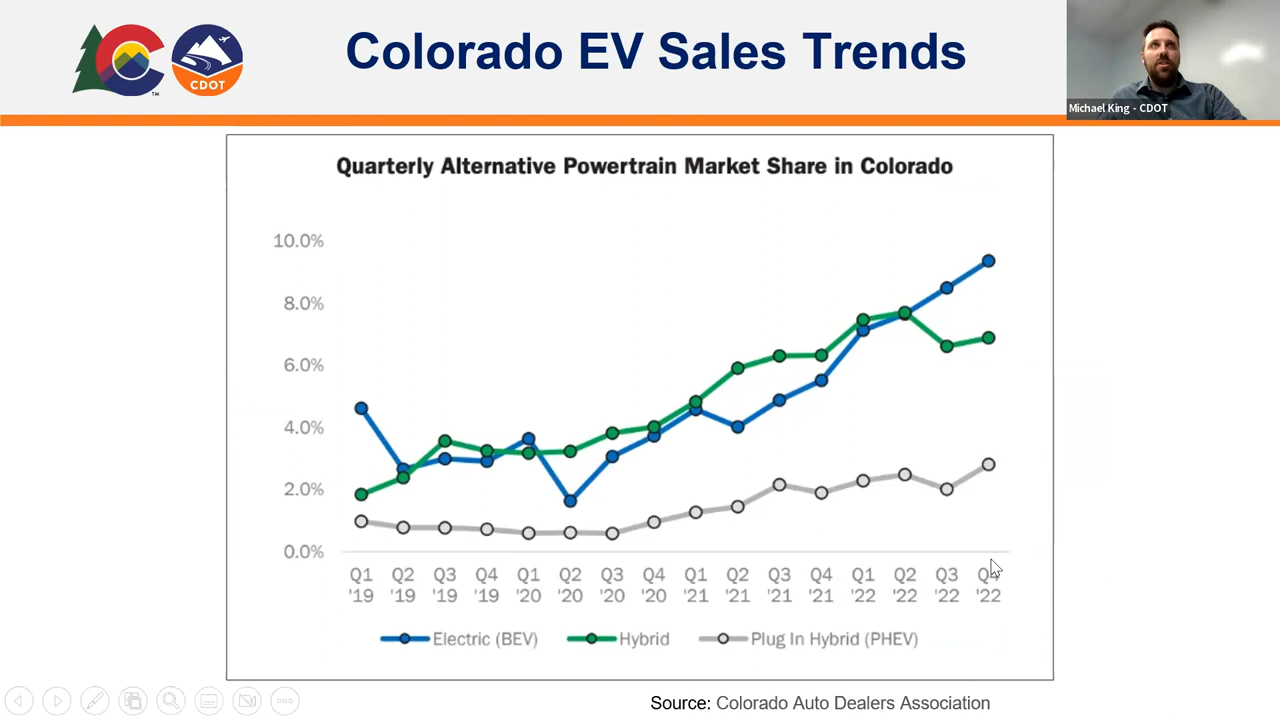 Colorado EV Sales Trends
CDOT
TM
Michael King - CDOT
Quarterly Alternative Powertrain Market Share in Colorado
10.0%
8.0%
6.0%
4.0%
2.0%
0.0%
Q1 Q2 Q3 Q4 Q1 Q2 Q3 Q4 Q1 Q2 Q3 Q4 Q1 Q2 Q3 Q4
'19 '19 '19 '19 '20 '20 '20 '20 '21 '21 '21 '21 '22 '22 '22 '22
Electric (BEV) Hybrid Plug In Hybrid (PHEV)
Source: Colorado Auto Dealers Association